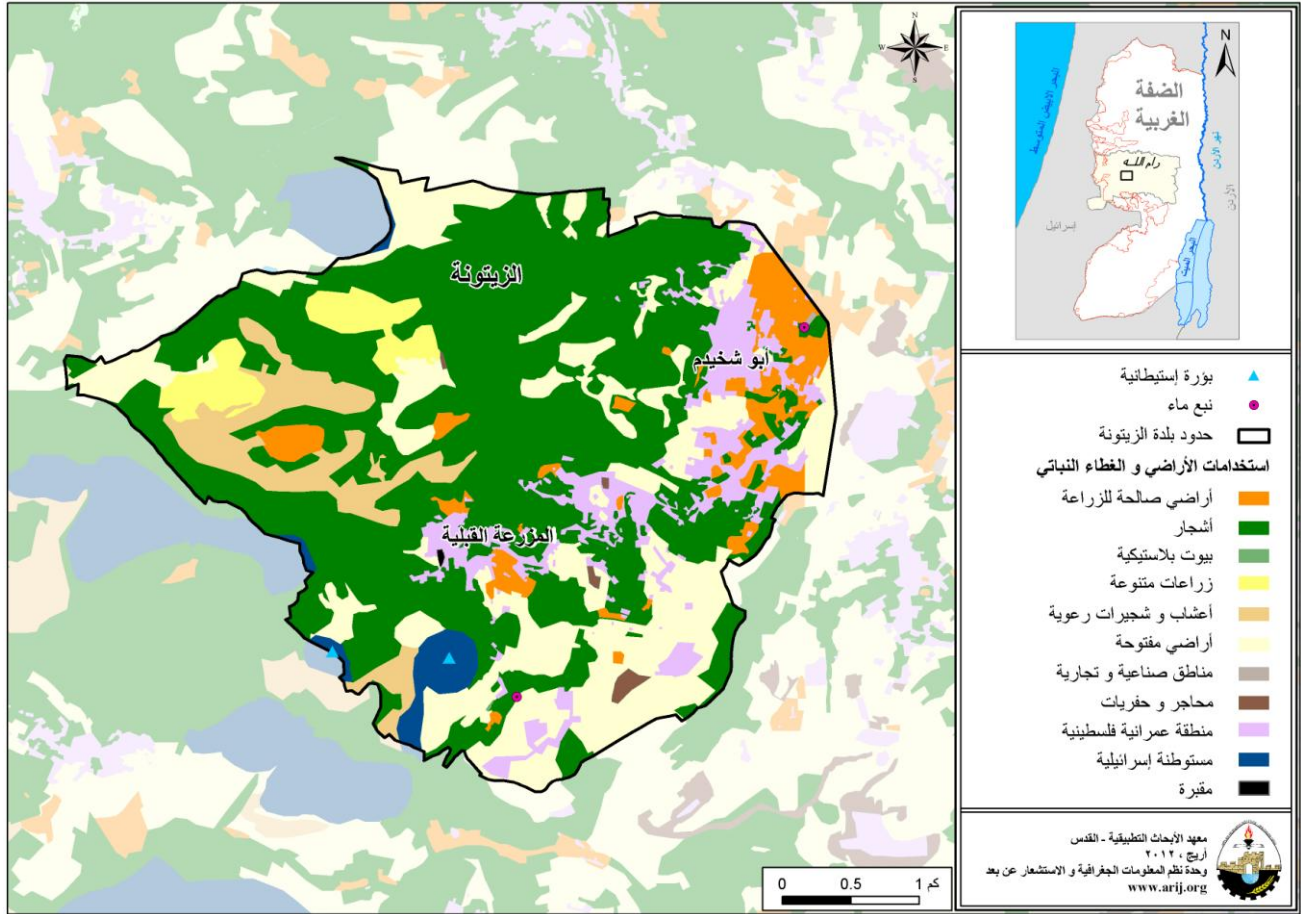 N
W E
S
الزيتونة
أبو شخيدم
المزرعة القبلية
0 0.5 1 كم
N
الضفة
الغربية
البحر الأبيض المتوسط
نهر الأردن
رام الله
الأردن
إسرائيل
البحر الميت
بؤرة إستيطانية
نبع ماء
حدود بلدة الزيتونة
استخدامات الأراضي و الغطاء النباتي
أراضي صالحة للزراعة
أشجار
بيوت بلاستيكية
زراعات متنوعة
أعشاب و شجيرات رعوية
أراضي مفتوحة
مناطق صناعية و تجارية
محاجر و حفريات
منطقة عمرانية فلسطينية
مستوطنة إسرائيلية
مقبرة
معهد الأبحاث التطبيقية - القدس
أريج ، ٢٠١٢
وحدة نظم المعلومات الجغرافية و الاستشعار عن بعد
www.arij.org